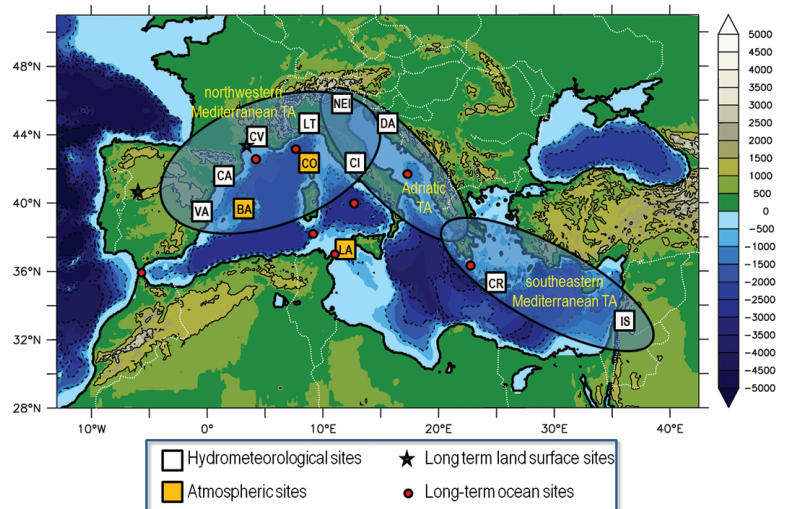 northwestern
Mediterranean TA
NEI
LT
DA
CV
CO
CI
CA
Adriatic
TA
VA
BA
LA
CR
southeastern
Mediterranean TA
IS
48°N
44°N
40°N
36°N
32°N
28°N
10°W
0°
10°E
20°E
30°E
40°E
5000
4500
4000
3500
3000
2500
2000
1500
1000
500
0
−500
−1000
−1500
−2000
−2500
−3000
−3500
−4000
−4500
−5000
Hydrometeorological sites
Long term land surface sites
Atmospheric sites
Long-term ocean sites